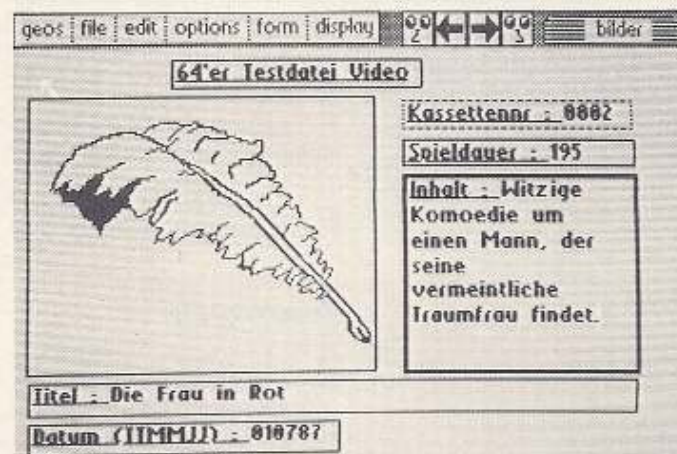 geos file edit options form display bilder
64'er Testdatei Video
Kassettennr : 0002
Spieldauer : 195
Inhalt : Witzige
Komoedie um
einen Mann, der
seine
vermeintliche
Traumfrau findet.
Titel : Die Frau in Rot
Datum (TTMMJJ) : 010787